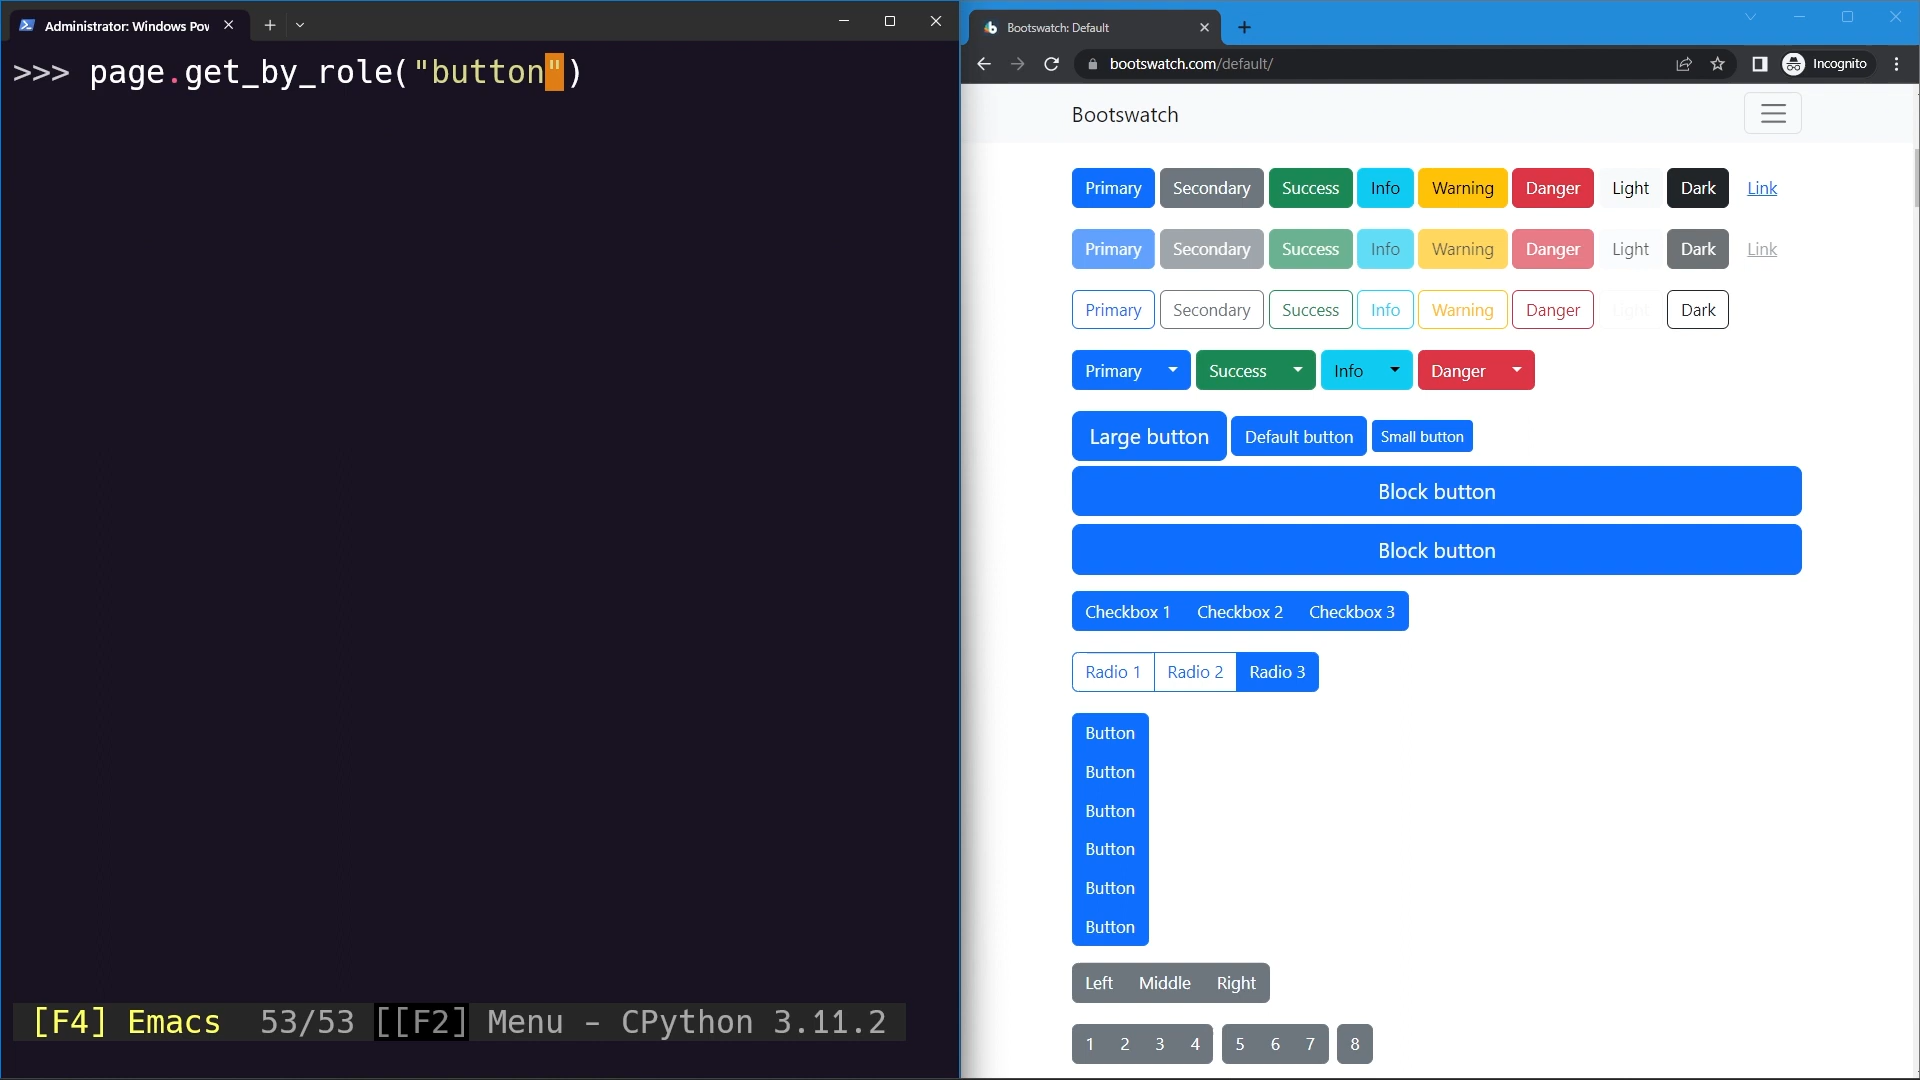 Administrator: Windows Pow
>>> page.get_by_role("button")
[F4] Emacs 53/53 [[F2] Menu - CPython 3.11.2
Bootswatch: Default
bootswatch.com/default/
Incognito
Bootswatch
Primary Secondary Success Info Warning Danger Light Dark Link
Primary Secondary Success Info Warning Danger Light Dark Link
Primary Secondary Success Info Warning Danger Light Dark
Primary Success Info Danger
Large button Default button Small button
Block button
Block button
Checkbox 1 Checkbox 2 Checkbox 3
Radio 1 Radio 2 Radio 3
Button
Button
Button
Button
Button
Button
Left Middle Right
1 2 3 4 5 6 7 8